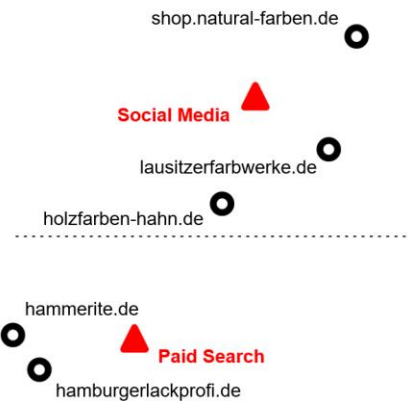 shop.natural-farben.de
Social Media
lausitzerfarbwerke.de
holzfarben-hahn.de
hammerite.de
Paid Search
hamburgerlackprofi.de